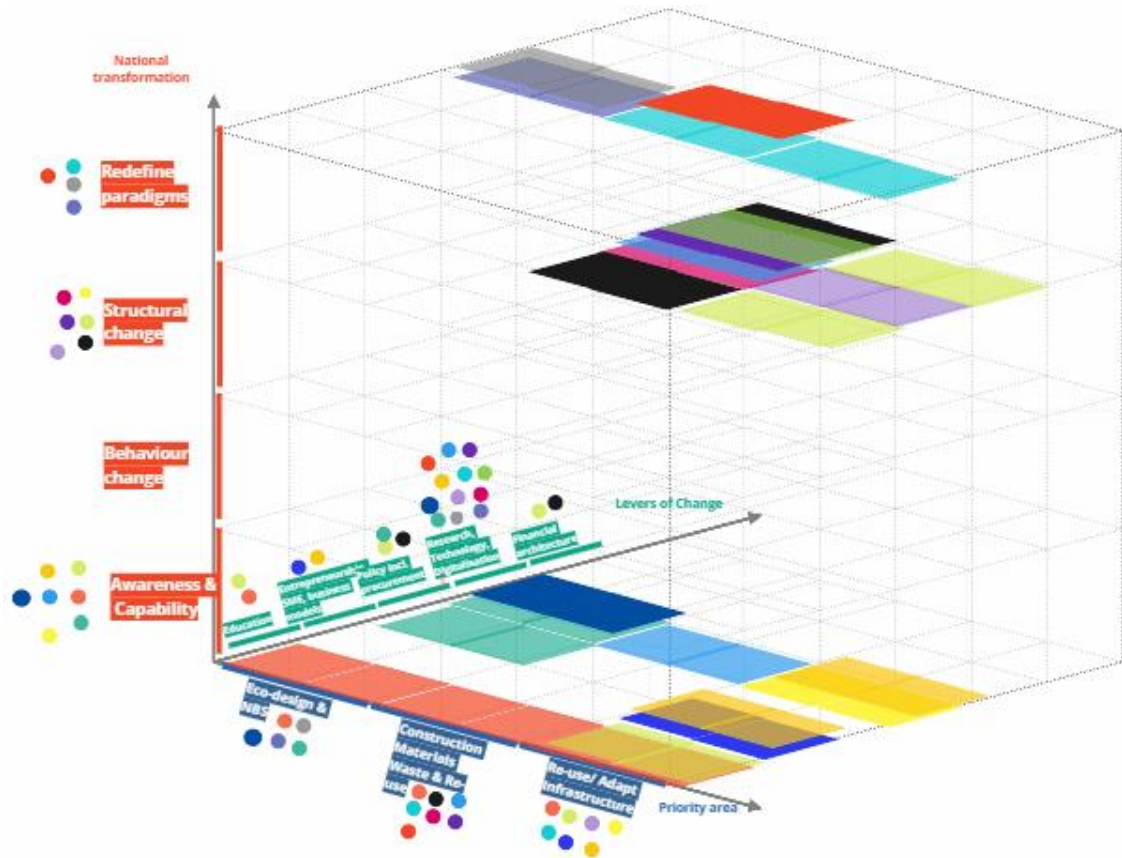 National
transformation
Redefine
paradigms
Structural
change
Behaviour
change
Awareness &
Capability
Levers of Change
Education
Entrepreneurship
SME, business
models
Policy incl.
procurement
Research,
Technology,
Digitalisation
Financial
architecture
Eco-design &
NBS
Construction
Materials
Waste & Re-
use
Re-use/ Adapt
Infrastructure
Priority area